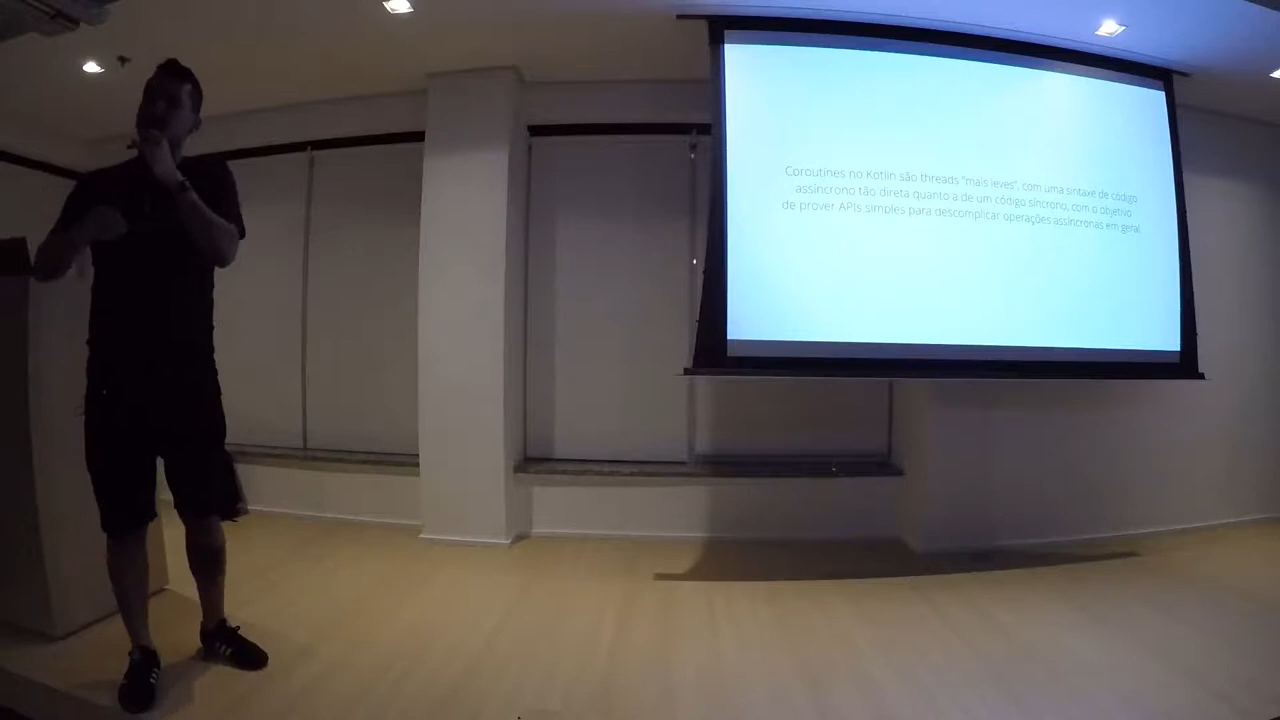 Coroutines no Kotlin são threads "mais leves", com uma sintaxe de código
assíncrono tão direta quanto a de um código síncrono, com o objetivo
de prover APIs simples para descomplicar operações assíncronas em geral.